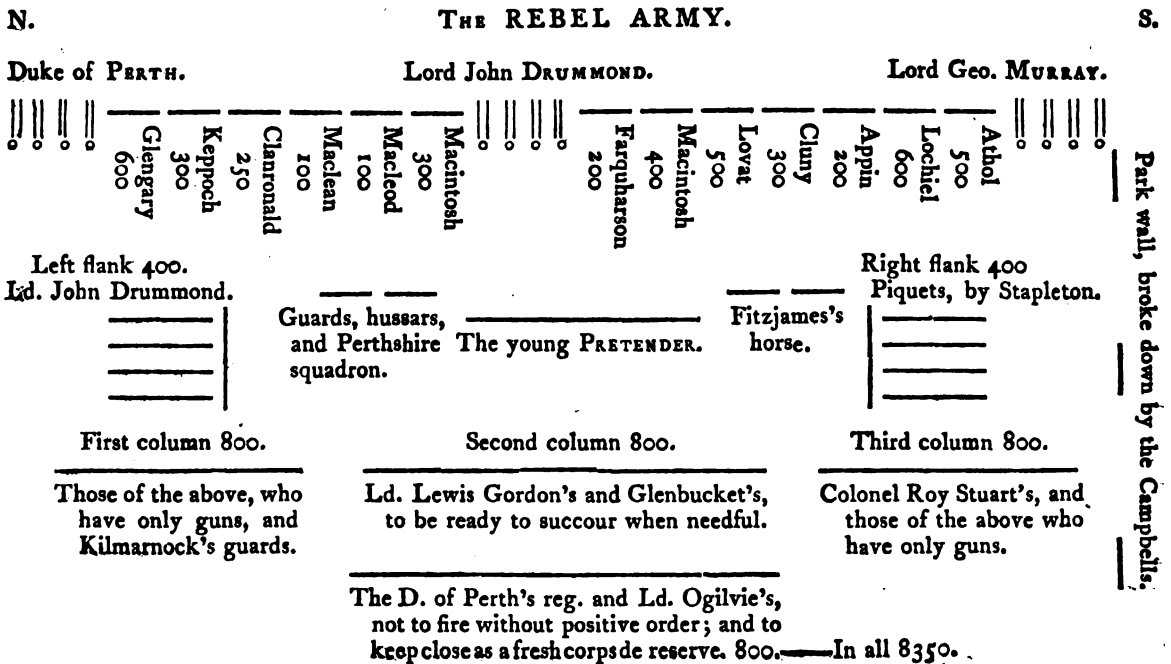 N. THE REBEL ARMY. S.
Duke of PERTH. Lord John DRUMMOND. Lord Geo. MURRAY.
Glengary 600
Keppoch 300
Clanronald 250
Maclean 100
Macleod 100
Macintosh 300
Farquharson 200
Macintosh 400
Lovat 500
Cluny 300
Appin 200
Lochiel 600
Athol 500
Park wall, broke down by the Campbells.
Left flank 400.
Ld. John Drummond.
Right flank 400
Piquets, by Stapleton.
Guards, hussars,
and Perthshire
squadron.
The young PRETENDER.
Fitzjames's
horse.
First column 800.
Those of the above, who
have only guns, and
Kilmarnock's guards.
Second column 800.
Ld. Lewis Gordon's and Glenbucket's,
to be ready to succour when needful.
Third column 800.
Colonel Roy Stuart's, and
those of the above who
have only guns.
The D. of Perth's reg. and Ld. Ogilvie's,
not to fire without positive order; and to
keep close as a fresh corps de reserve. 800.—In all 8350.